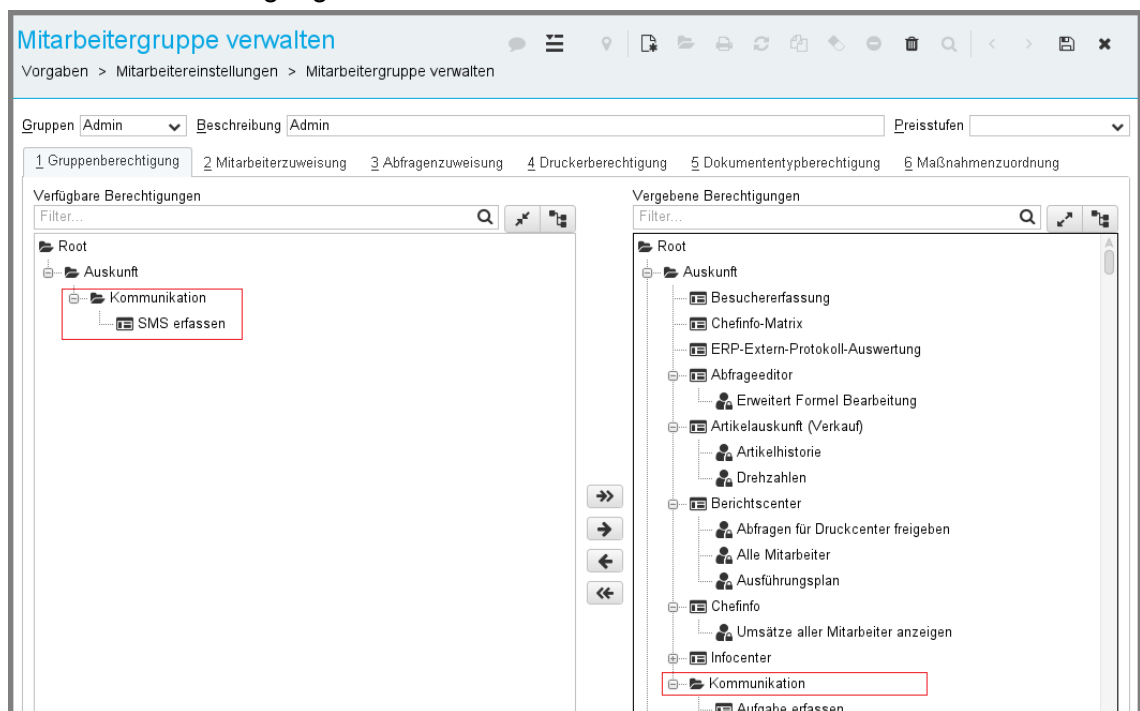 Mitarbeitergruppe verwalten
Vorgaben > Mitarbeitereinstellungen > Mitarbeitergruppe verwalten
Gruppen Admin Beschreibung Admin Preisstufen
1 Gruppenberechtigung 2 Mitarbeiterzuweisung 3 Abfragenzuweisung 4 Druckerberechtigung 5 Dokumententypberechtigung 6 Maßnahmenzuordnung
Verfügbare Berechtigungen
Filter...
Root
Auskunft
Kommunikation
SMS erfassen
Vergebene Berechtigungen
Filter...
Root
Auskunft
Besuchererfassung
Chefinfo-Matrix
ERP-Extern-Protokoll-Auswertung
Abfrageeditor
Erweitert Formel Bearbeitung
Artikelauskunft (Verkauf)
Artikelhistorie
Drehzahlen
Berichtscenter
Abfragen für Druckcenter freigeben
Alle Mitarbeiter
Ausführungsplan
Chefinfo
Umsätze aller Mitarbeiter anzeigen
Infocenter
Kommunikation
Aufgabe erfassen